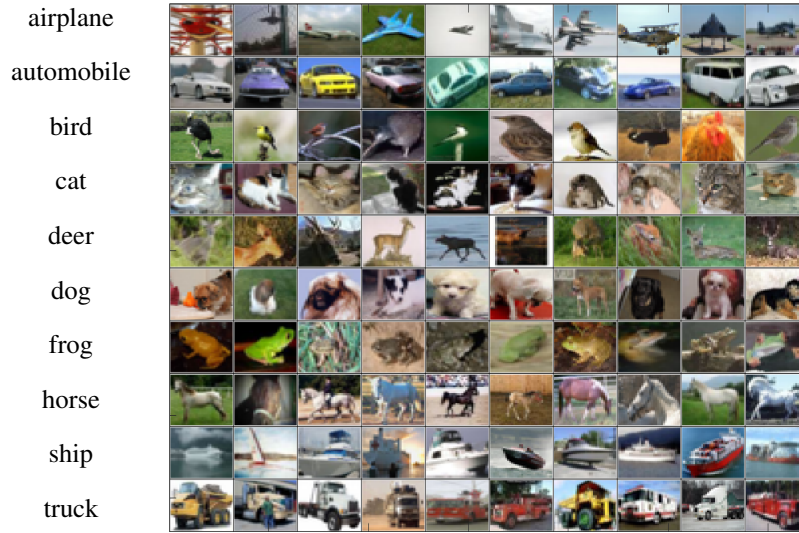 airplane
automobile
bird
cat
deer
dog
frog
horse
ship
truck